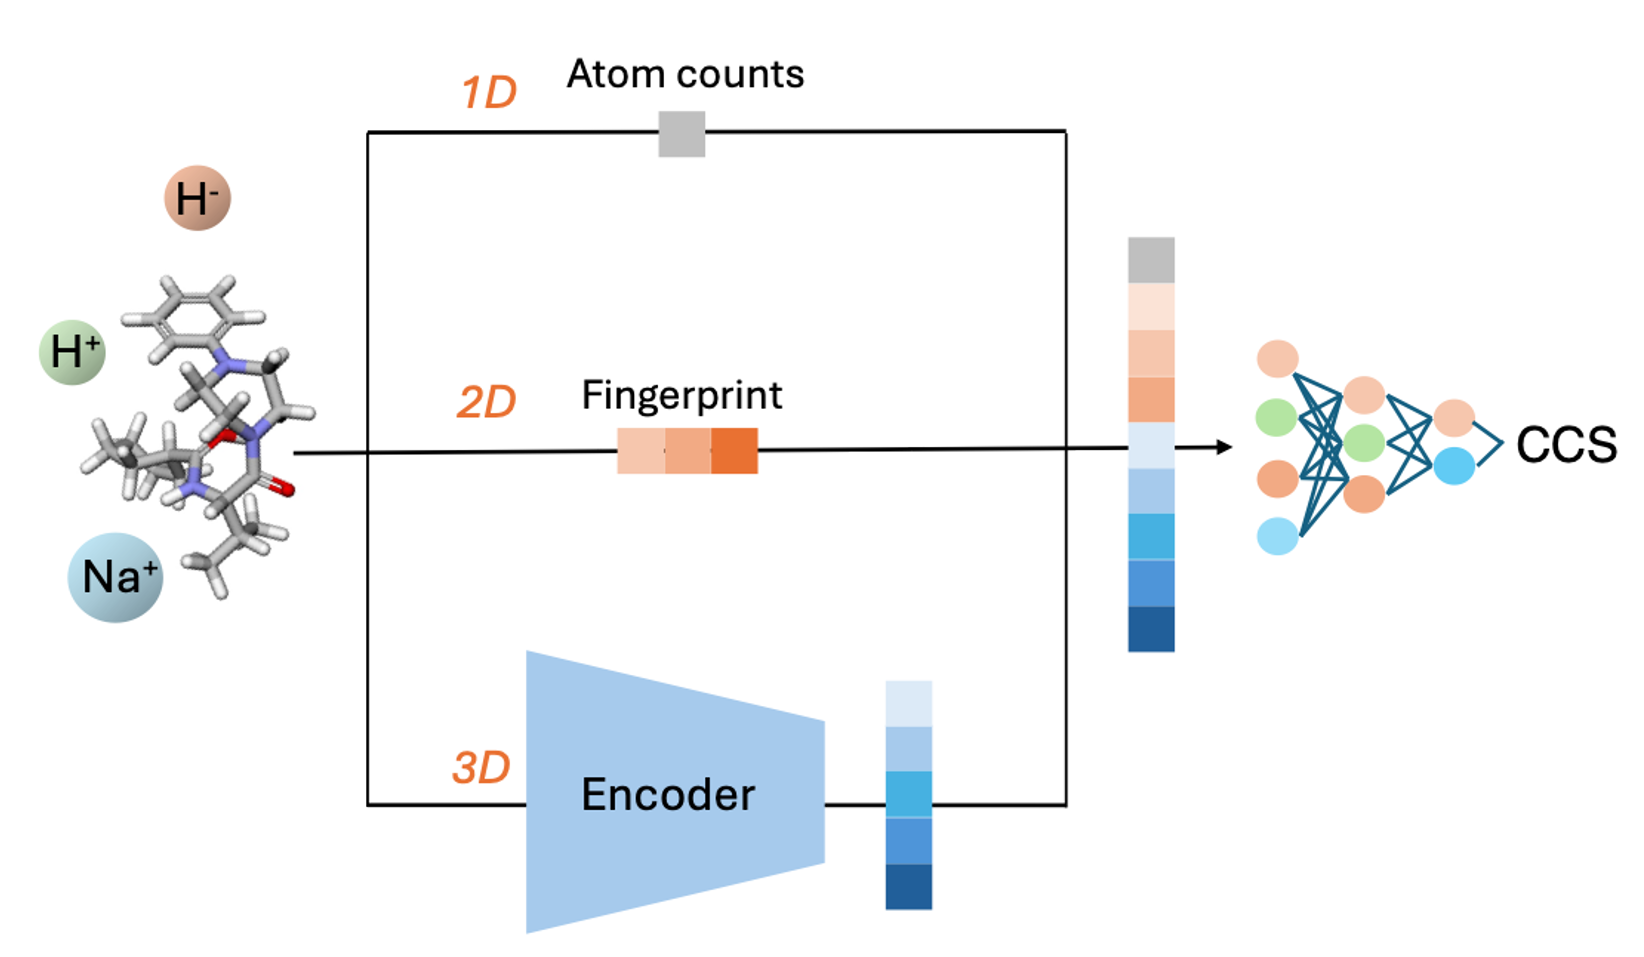 1D
Atom counts
H⁻
H⁺
2D
Fingerprint
CCS
Na⁺
3D
Encoder